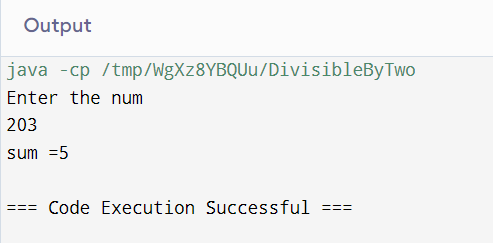 Output
java -cp /tmp/WgXz8YBQUu/DivisibleByTwo
Enter the num
203
sum =5
=== Code Execution Successful ===